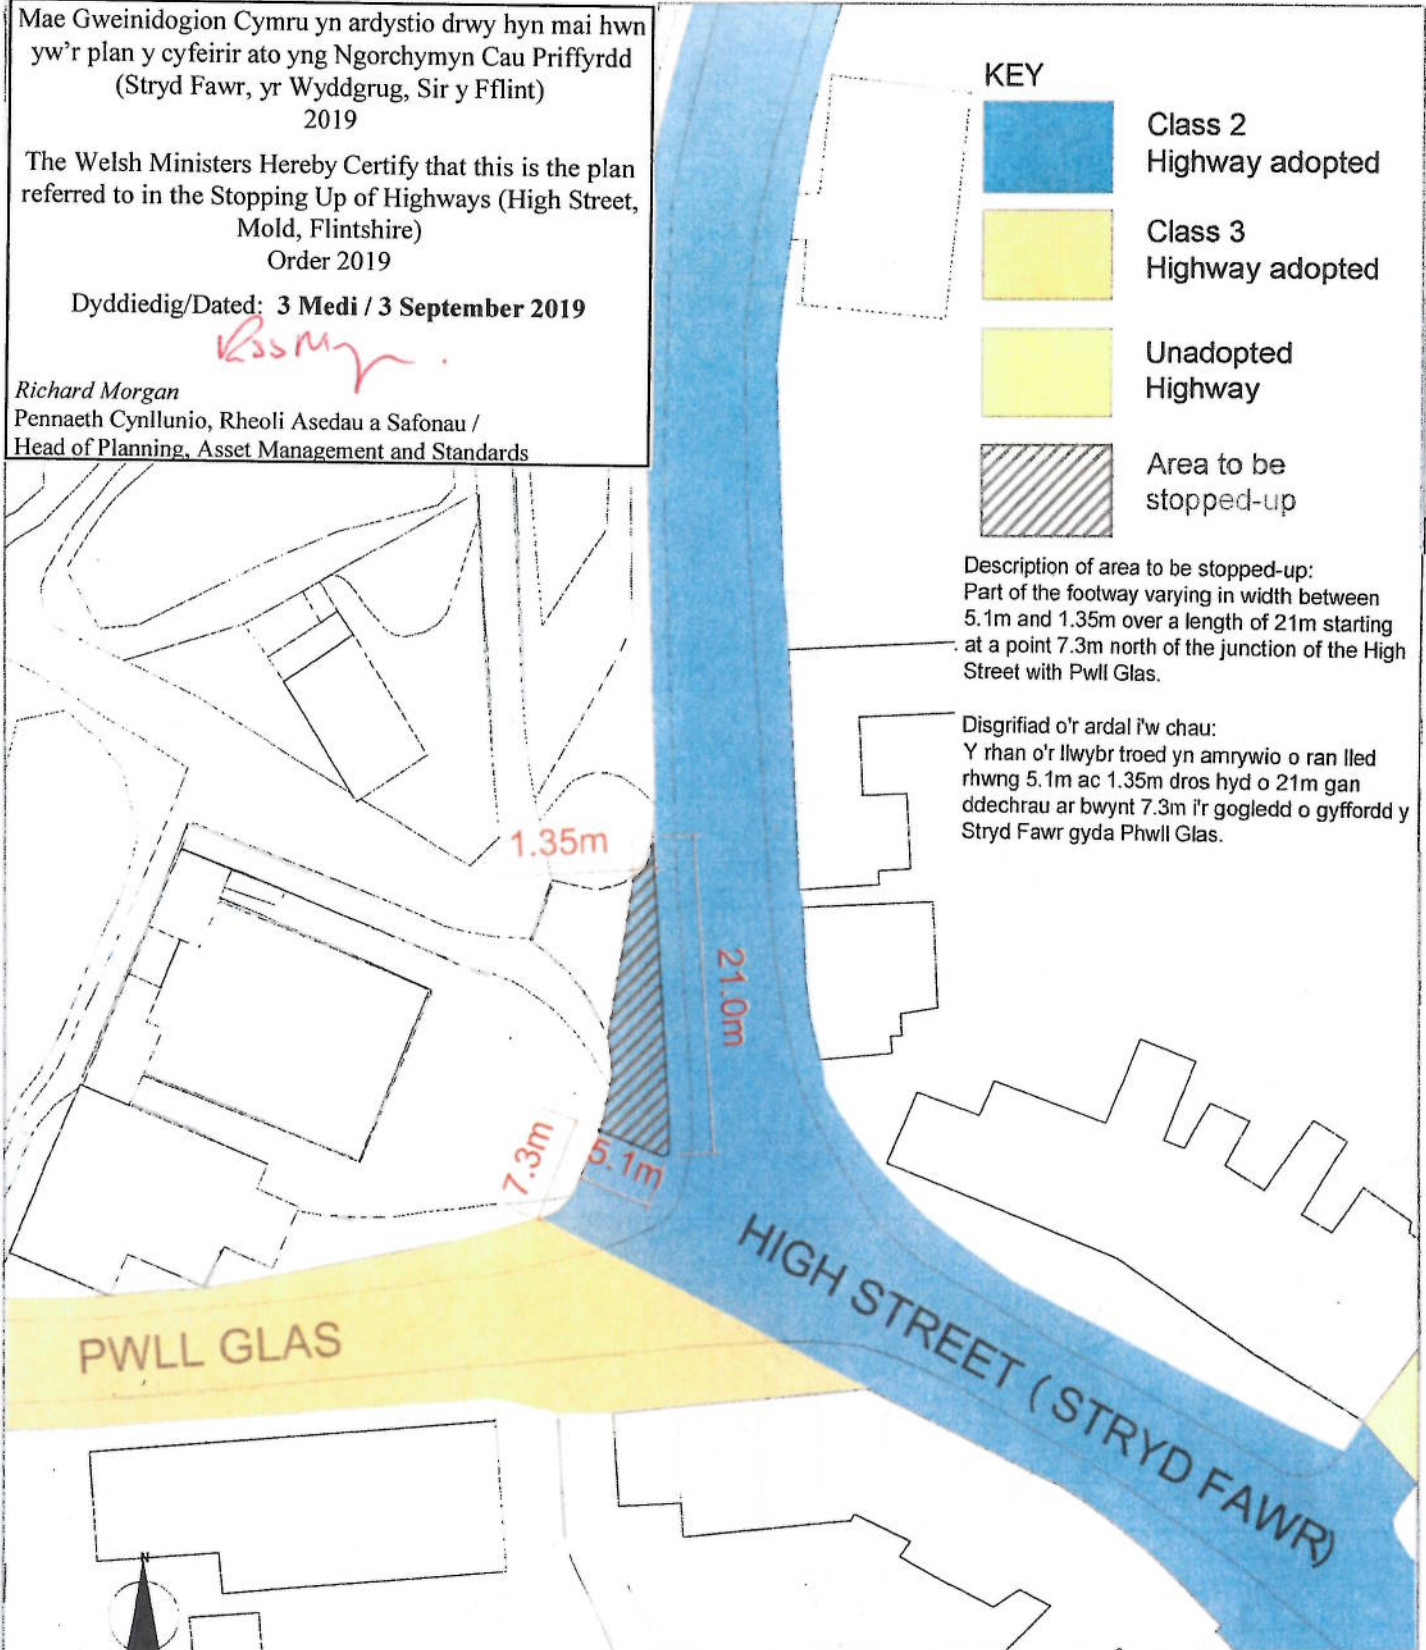 Mae Gweinidogion Cymru yn ardystio drwy hyn mai hwn
yw'r plan y cyfeirir ato yng Ngorchymyn Cau Priffyrdd
(Stryd Fawr, yr Wyddgrug, Sir y Fflint)
2019
The Welsh Ministers Hereby Certify that this is the plan
referred to in the Stopping Up of Highways (High Street,
Mold, Flintshire)
Order 2019
Dyddiedig/Dated: 3 Medi / 3 September 2019
Richard Morgan
Pennaeth Cynllunio, Rheoli Asedau a Safonau /
Head of Planning, Asset Management and Standards
KEY
Class 2
Highway adopted
Class 3
Highway adopted
Unadopted
Highway
Area to be
stopped-up
Description of area to be stopped-up:
Part of the footway varying in width between
5.1m and 1.35m over a length of 21m starting
at a point 7.3m north of the junction of the High
Street with Pwll Glas.
Disgrifiad o'r ardal i'w chau:
Y rhan o'r llwybr troed yn amrywio o ran lled
rhwng 5.1m ac 1.35m dros hyd o 21m gan
ddechrau ar bwynt 7.3m i'r gogledd o gyffordd y
Stryd Fawr gyda Phwll Glas.
1.35m
21.0m
7.3m
5.1m
HIGH STREET ( STRYD FAWR)
PWLL GLAS
N